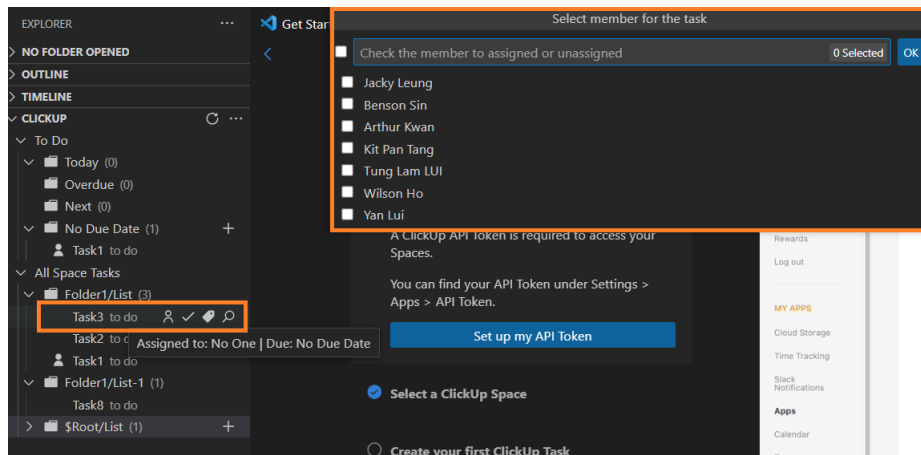 EXPLORER
Get Star
Select member for the task
NO FOLDER OPENED
Check the member to assigned or unassigned
0 Selected
OK
OUTLINE
TIMELINE
CLICKUP
Jacky Leung
Benson Sin
Arthur Kwan
Kit Pan Tang
Tung Lam LUI
Wilson Ho
Yan Lui
To Do
Today (0)
Overdue (0)
Next (0)
No Due Date (1)
Task1 to do
All Space Tasks
Folder1/List (3)
Task3 to do
Task2 to d
Assigned to: No One | Due: No Due Date
Task1 to do
Folder1/List-1 (1)
Task8 to do
$Root/List (1)
A ClickUp API Token is required to access your
Spaces.
You can find your API Token under Settings >
Apps > API Token.
Set up my API Token
Select a ClickUp Space
Create your first ClickUp Task
Rewards
Log out
MY APPS
Cloud Storage
Time Tracking
Slack
Notifications
Apps
Calendar